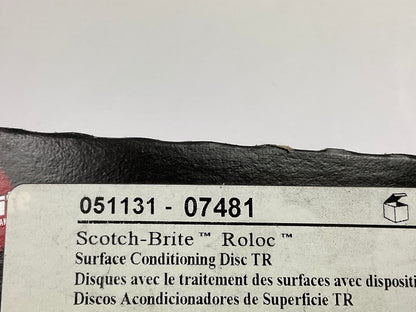 051131 - 07481
Scotch-Brite™ Roloc™
Surface Conditioning Disc TR
Disques avec le traitement des surfaces avec
Discos Acondicionadores de Superficie TR